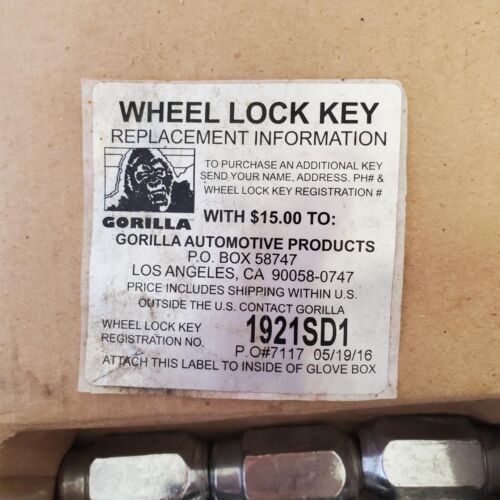 WHEEL LOCK KEY
REPLACEMENT INFORMATION
TO PURCHASE AN ADDITIONAL KEY
SEND YOUR NAME, ADDRESS. PH# &
WHEEL LOCK KEY REGISTRATION #
GORILLA
WITH $15.00 TO:
GORILLA AUTOMOTIVE PRODUCTS
P.O. BOX 58747
LOS ANGELES, CA 90058-0747
PRICE INCLUDES SHIPPING WITHIN U.S.
OUTSIDE THE U.S. CONTACT GORILLA
WHEEL LOCK KEY
REGISTRATION NO. 1921SD1
P.O#7117 05/19/16
ATTACH THIS LABEL TO INSIDE OF GLOVE BOX